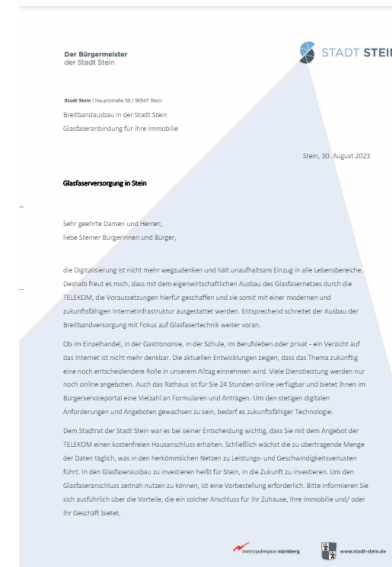 Der Bürgermeister
der Stadt Stein
STADT STEIN
Stadt Stein | Hauptstraße 56 | 90547 Stein
Breitbandausbau in der Stadt Stein
Glasfaseranbindung für Ihre Immobilie
Stein, 30. August 2023
Glasfaserversorgung in Stein
Sehr geehrte Damen und Herren,
liebe Steiner Bürgerinnen und Bürger,
die Digitalisierung ist nicht mehr wegzudenken und hält unaufhaltsam Einzug in alle Lebensbereiche.
Deshalb freut es mich, dass mit dem eigenwirtschaftlichen Ausbau des Glasfasernetzes durch die
TELEKOM, die Voraussetzungen hierfür geschaffen und sie somit mit einer modernen und
zukunftsfähigen Internetinfrastruktur ausgestattet werden. Entsprechend schreitet der Ausbau der
Breitbandversorgung mit Fokus auf Glasfasertechnik weiter voran.
Ob im Einzelhandel, in der Gastronomie, in der Schule, im Berufsleben oder privat - ein Verzicht auf
das Internet ist nicht mehr denkbar. Die aktuellen Entwicklungen zeigen, dass das Thema zukünftig
eine noch entscheidendere Rolle in unserem Alltag einnehmen wird. Viele Dienstleistung werden nur
noch online angeboten. Auch das Rathaus ist für Sie 24 Stunden online verfügbar und bietet Ihnen im
Bürgerserviceportal eine Vielzahl an Formularen und Anträgen. Um den stetigen digitalen
Anforderungen und Angeboten gewachsen zu sein, bedarf es zukunftsfähiger Technologie.
Dem Stadtrat der Stadt Stein war es bei seiner Entscheidung wichtig, dass Sie mit dem Angebot der
TELEKOM einen kostenfreien Hausanschluss erhalten. Schließlich wächst die zu übertragende Menge
der Daten täglich, was in den herkömmlichen Netzen zu Leistungs- und Geschwindigkeitsverlusten
führt. In den Glasfaserausbau zu investieren heißt für Stein, in die Zukunft zu investieren. Um den
Glasfaseranschluss zeitnah nutzen zu können, ist eine Vorbestellung erforderlich. Bitte informieren Sie
sich ausführlich über die Vorteile, die ein solcher Anschluss für Ihr Zuhause, Ihre Immobilie und/ oder
Ihr Geschäft bietet.
metropolregion nürnberg
www.stadt-stein.de